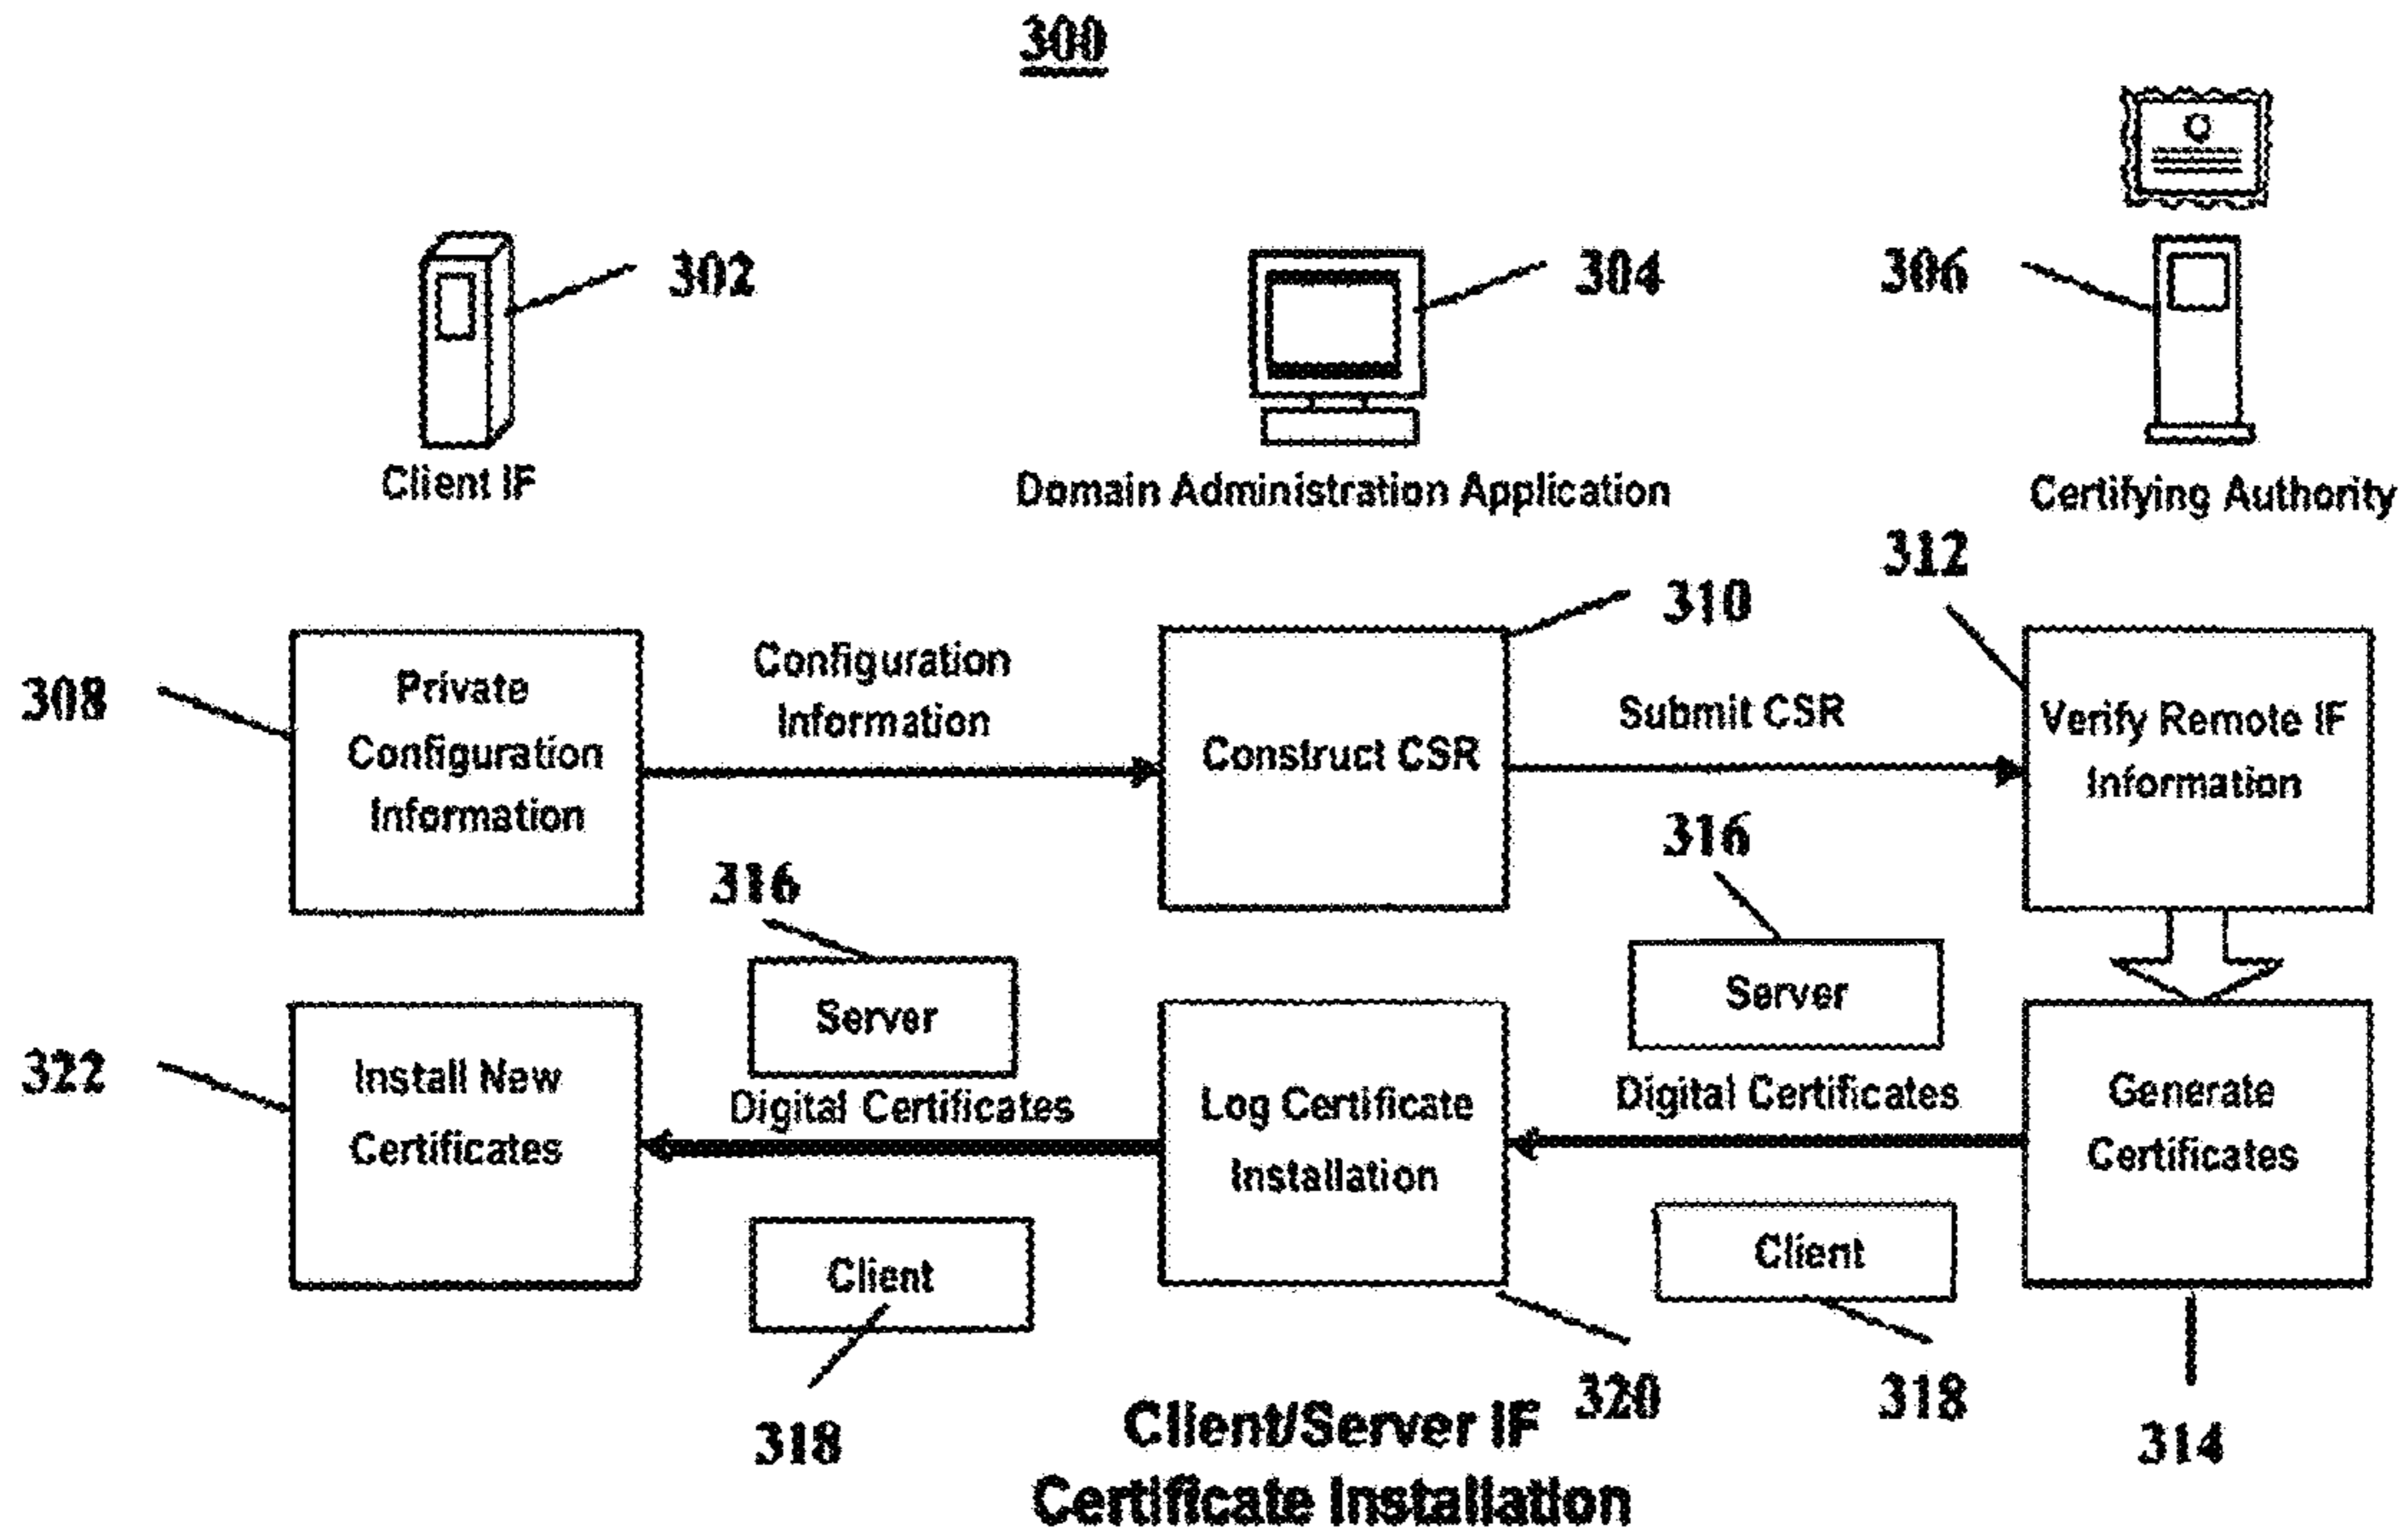 300
302
304
306
Client IF
Domain Administration Application
Certifying Authority
308
310
312
Private
Configuration
Information
Configuration
Information
Construct CSR
Submit CSR
Verify Remote IF
Information
316
316
Server
Server
322
Install New
Certificates
Digital Certificates
Log Certificate
Installation
Digital Certificates
Generate
Certificates
Client
Client
318
320
318
314
Client/Server IF
Certificate Installation